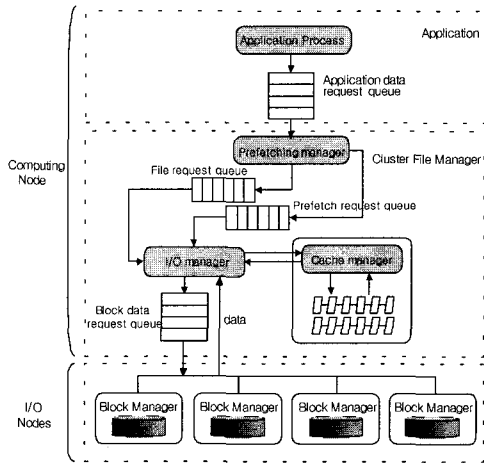 Application Process
Application
Application data
request queue
Prefetching manager
Cluster File Manager
Computing
Node
File request queue
Prefetch request queue
I/O manager
Cache manager
Block data
request queue
data
I/O
Nodes
Block Manager
Block Manager
Block Manager
Block Manager